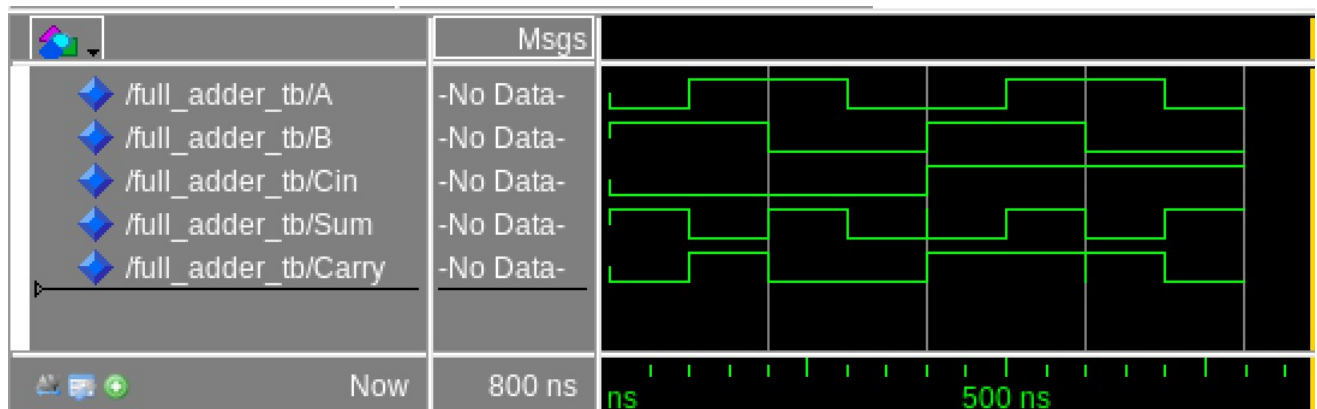 Msgs
/full_adder_tb/A -No Data-
/full_adder_tb/B -No Data-
/full_adder_tb/Cin -No Data-
/full_adder_tb/Sum -No Data-
/full_adder_tb/Carry -No Data-
Now 800 ns ns 500 ns